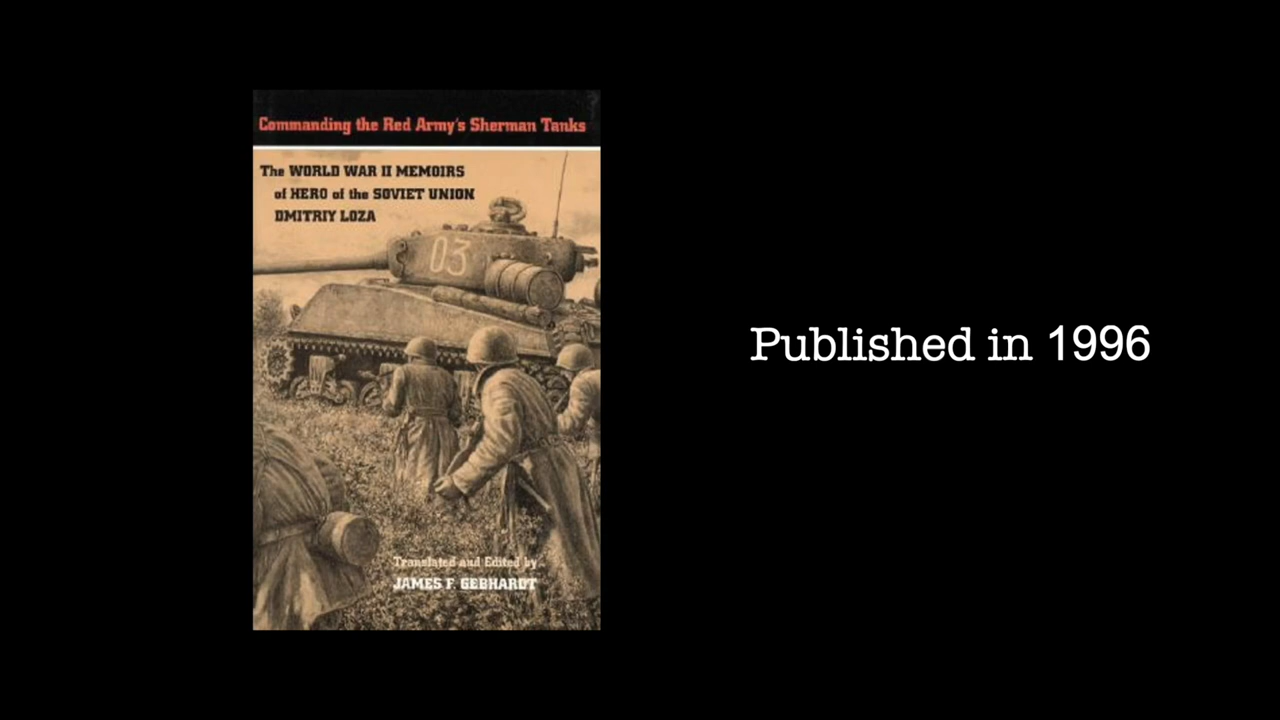 Commanding the Red Army's Sherman Tanks
The WORLD WAR II MEMOIRS
of HERO of the SOVIET UNION
DMITRIY LOZA
03
Translated and Edited by
JAMES F. GEBHARDT
Published in 1996